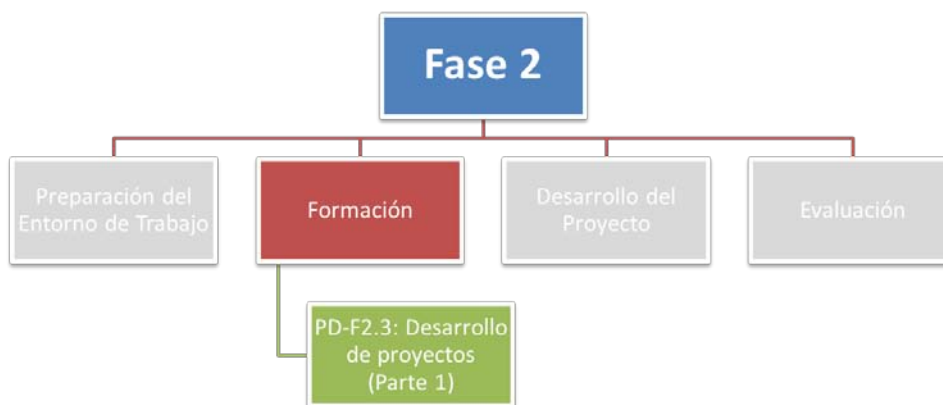 Fase 2
Preparación del
Entorno de Trabajo
Formación
Desarrollo del
Proyecto
Evaluación
PD-F2.3: Desarrollo
de proyectos
(Parte 1)